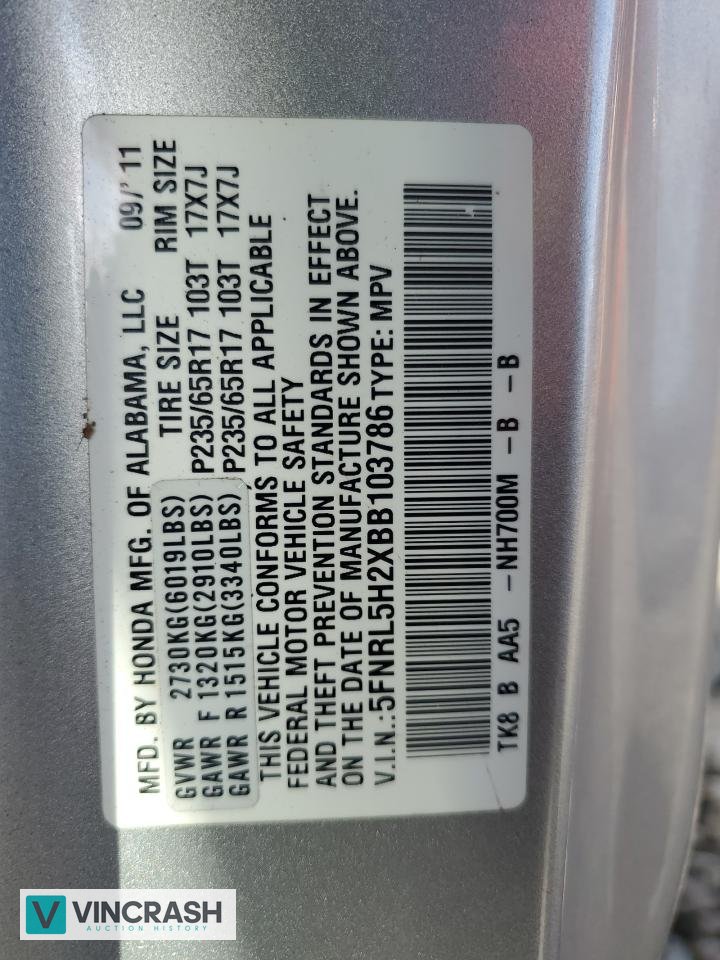 MFD. BY HONDA MFG. OF ALABAMA, LLC 09/'11
GVWR 2730KG(6019LBS) TIRE SIZE RIM SIZE
GAWR F 1320KG(2910LBS) P235/65R17 103T 17X7J
GAWR R 1515KG(3340LBS) P235/65R17 103T 17X7J
THIS VEHICLE CONFORMS TO ALL APPLICABLE
FEDERAL MOTOR VEHICLE SAFETY
AND THEFT PREVENTION STANDARDS IN EFFECT
ON THE DATE OF MANUFACTURE SHOWN ABOVE.
V.I.N.:5FNRL5H2XBB103786 TYPE: MPV
TK8 B AA5 -NH700M - B - B
V VINCRASH
AUCTION HISTORY